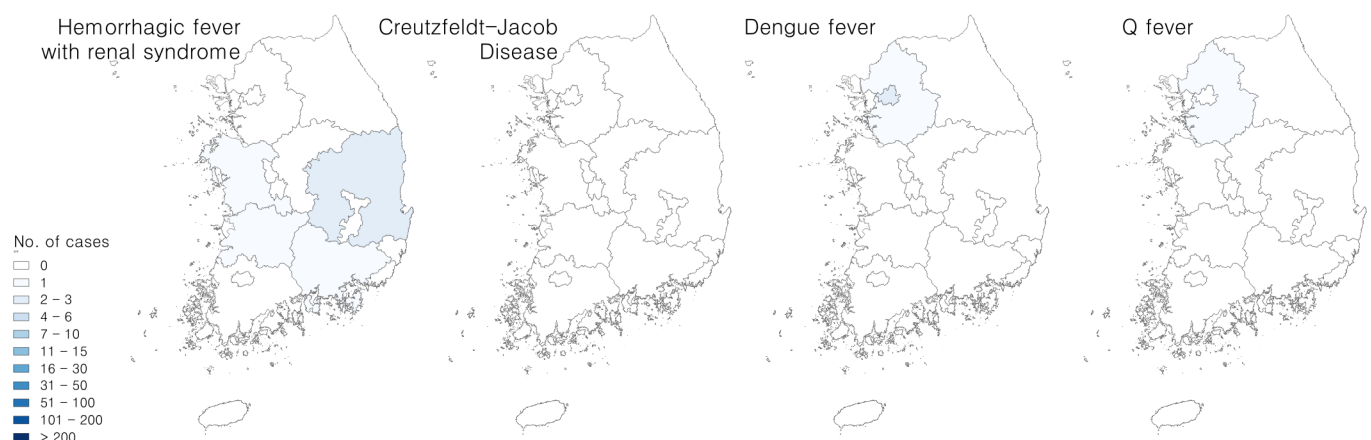 Hemorrhagic fever
with renal syndrome
Creutzfeldt-Jacob
Disease
Dengue fever
Q fever
No. of cases
0
1
2 - 3
4 - 6
7 - 10
11 - 15
16 - 30
31 - 50
51 - 100
101 - 200
> 200